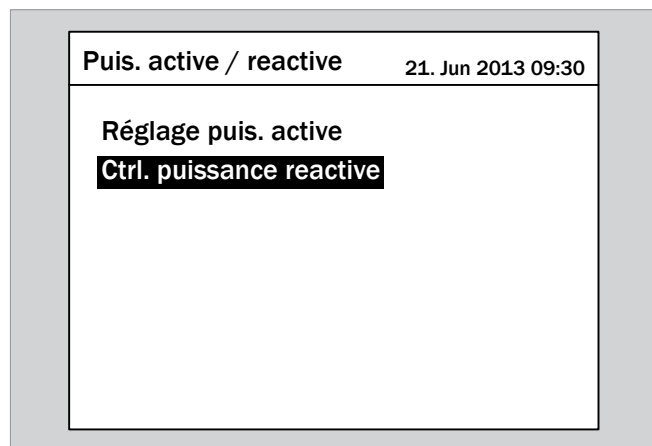 Puis. active / reactive 21. Jun 2013 09:30
Réglage puis. active
Ctrl. puissance reactive